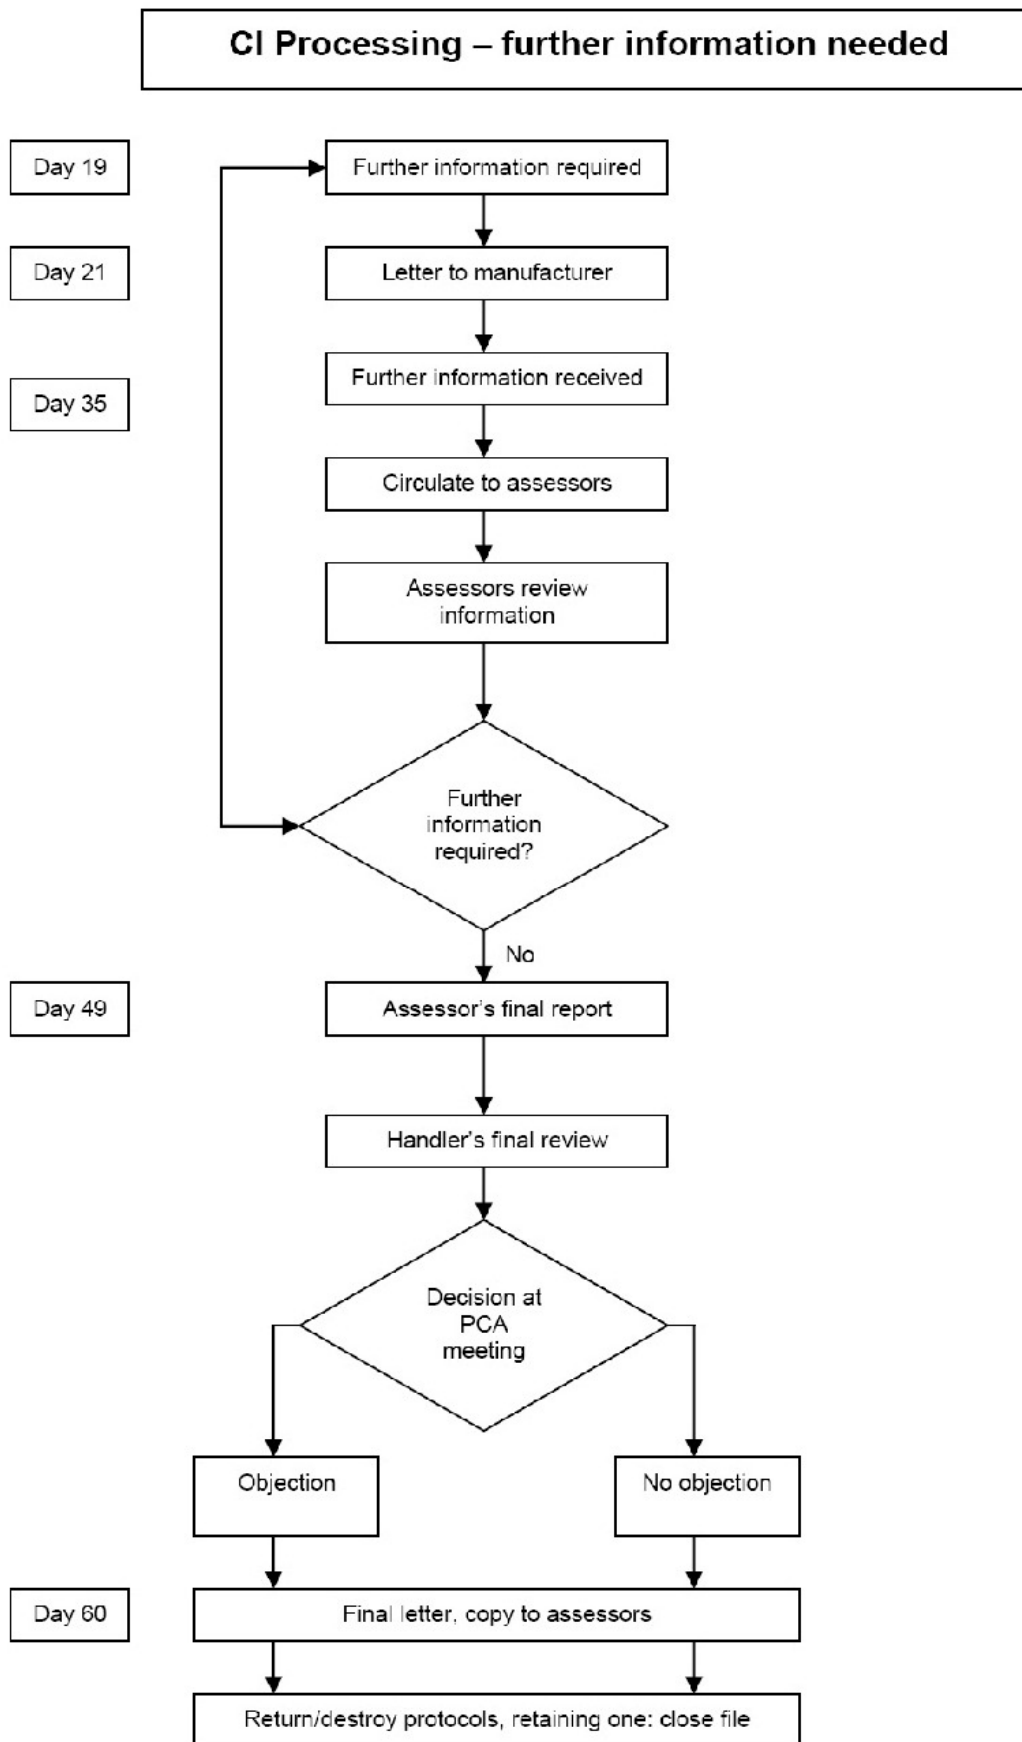 CI Processing – further information needed
Day 19
Further information required
Day 21
Letter to manufacturer
Further information received
Day 35
Circulate to assessors
Assessors review
information
Further
information
required?
No
Day 49
Assessor’s final report
Handler’s final review
Decision at
PCA
meeting
Objection
No objection
Day 60
Final letter, copy to assessors
Return/destroy protocols, retaining one: close file